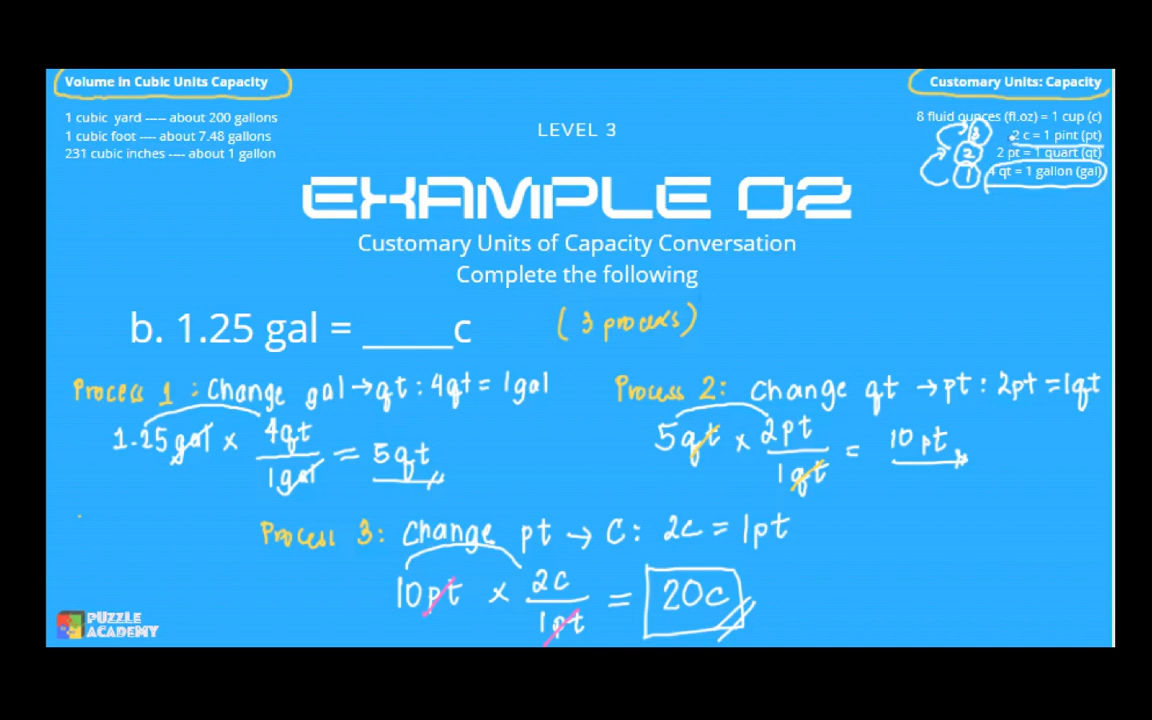 Volume in Cubic Units Capacity
1 cubic yard ---- about 200 gallons
1 cubic foot ---- about 7.48 gallons
231 cubic inches ---- about 1 gallon
Customary Units: Capacity
8 fluid ounces (fl.oz) = 1 cup (c)
3 2 c = 1 pint (pt)
2 2 pt = 1 quart (qt)
1 4 qt = 1 gallon (gal)
LEVEL 3
EXAMPLE 02
Customary Units of Capacity Conversation
Complete the following
b. 1.25 gal = _____c
(3 process)
Process 1 : Change gal → qt : 4qt = 1gal
1.25gal × 4qt/1gal = 5qt
Process 2: Change qt → pt : 2pt = 1qt
5qt × 2pt/1qt = 10pt
Process 3: Change pt → C: 2c = 1pt
10pt × 2c/1pt = 20c
PUZZLE
ACADEMY